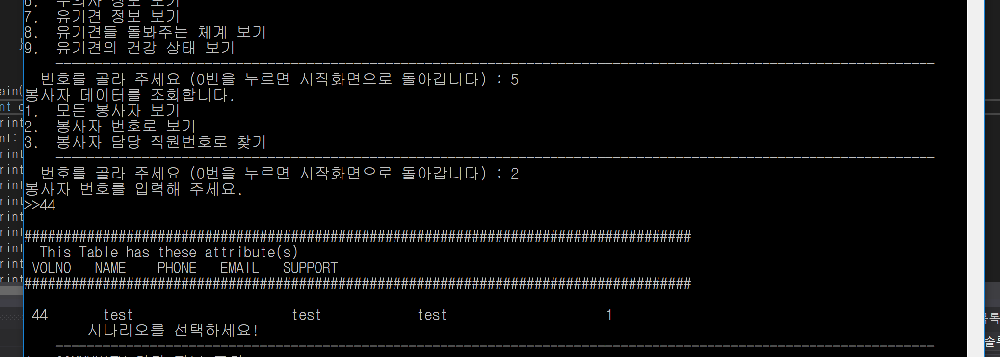 6.  수의사 정보 보기
7.  유기견 정보 보기
8.  유기견들 돌봐주는 체계 보기
}
9.  유기견의 건강 상태 보기
--------------------------------------------------------------------------------------------------------------
번호를 골라 주세요 (0번을 누르면 시작화면으로 돌아갑니다) : 5
ain(
봉사자 데이터를 조회합니다.
nt c
1.  모든 봉사자 보기
rint
2.  봉사자 번호로 보기
nt:
3.  봉사자 담당 직원번호로 찾기
rint
--------------------------------------------------------------------------------------------------------------
rint
번호를 골라 주세요 (0번을 누르면 시작화면으로 돌아갑니다) : 2
rint
봉사자 번호를 입력해 주세요.
rint
>>44
rint
rint
#####################################################################################
rint
This Table has these attribute(s)
rint
VOLNO   NAME    PHONE   EMAIL   SUPPORT
rint
#####################################################################################
44       test                    test            test                    1
목록
시나리오를 선택하세요!
솔루
--------------------------------------------------------------------------------------------------------------